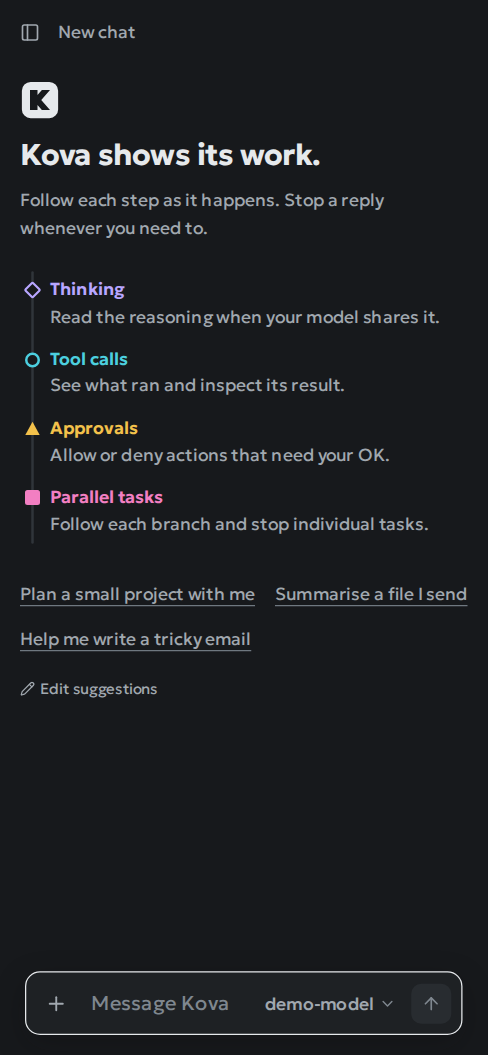 New chat
K
Kova shows its work.
Follow each step as it happens. Stop a reply
whenever you need to.
Thinking
Read the reasoning when your model shares it.
Tool calls
See what ran and inspect its result.
Approvals
Allow or deny actions that need your OK.
Parallel tasks
Follow each branch and stop individual tasks.
Plan a small project with me Summarise a file I send
Help me write a tricky email
Edit suggestions
Message Kova demo-model